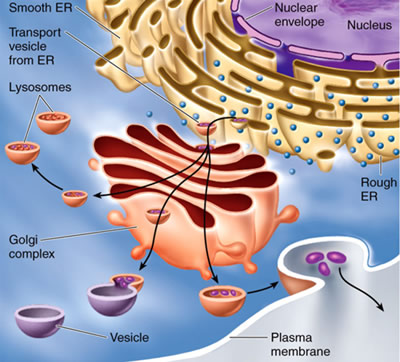 Smooth ER
Transport
vesicle
from ER
Lysosomes
Nuclear
envelope
Nucleus
Rough
ER
Golgi
complex
Vesicle
Plasma
membrane